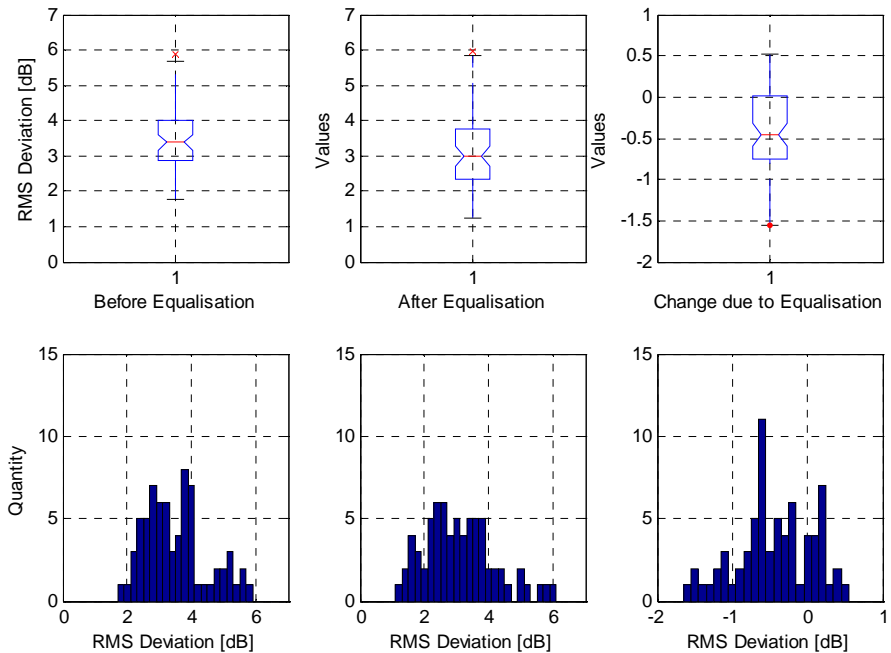 7
6
5
4
3
2
1
0
RMS Deviation [dB]
1
Before Equalisation
7
6
5
4
3
2
1
0
Values
1
After Equalisation
1
0.5
0
-0.5
-1
-1.5
-2
Values
1
Change due to Equalisation
15
10
5
0
Quantity
0 2 4 6
RMS Deviation [dB]
15
10
5
0
0 2 4 6
RMS Deviation [dB]
15
10
5
0
-2 -1 0 1
RMS Deviation [dB]